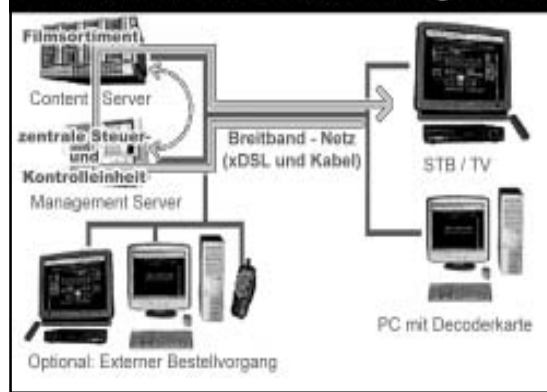 Filmsortiment
Content Server
zentrale Steuer-
und
Kontrolleinheit
Management Server
Breitband - Netz
(xDSL und Kabel)
STB / TV
PC mit Decoderkarte
Optional: Externer Bestellvorgang